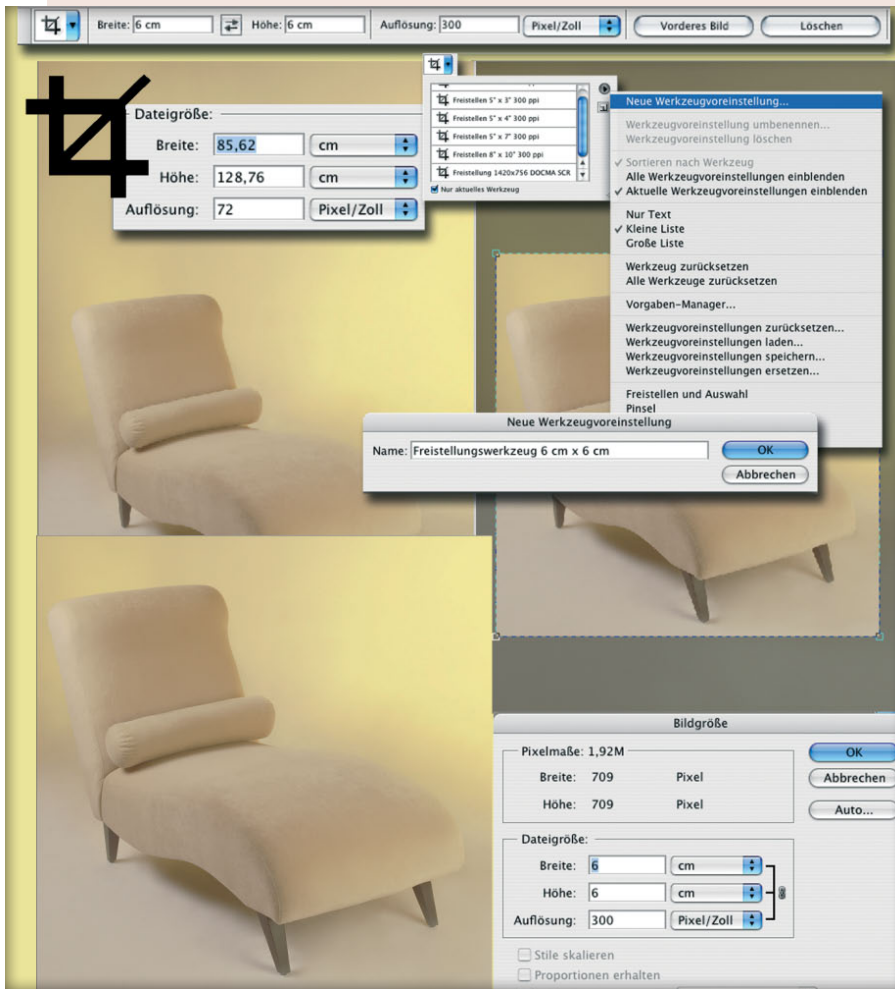 Breite: 6 cm Höhe: 6 cm Auflösung: 300 Pixel/Zoll Vorderes Bild Löschen
Dateigröße:
Breite: 85,62 cm
Höhe: 128,76 cm
Auflösung: 72 Pixel/Zoll
Freistellen 5" x 3" 300 ppi
Freistellen 5" x 4" 300 ppi
Freistellen 5" x 7" 300 ppi
Freistellen 8" x 10" 300 ppi
Freistellung 1420x756 DOCMA SCR
Nur aktuelles Werkzeug
Neue Werkzeugvoreinstellung...
Werkzeugvoreinstellung umbenennen...
Werkzeugvoreinstellung löschen
✓ Sortieren nach Werkzeug
Alle Werkzeugvoreinstellungen einblenden
✓ Aktuelle Werkzeugvoreinstellungen einblenden
Nur Text
✓ Kleine Liste
Große Liste
Werkzeug zurücksetzen
Alle Werkzeuge zurücksetzen
Vorgaben-Manager...
Werkzeugvoreinstellungen zurücksetzen...
Werkzeugvoreinstellungen laden...
Werkzeugvoreinstellungen speichern...
Werkzeugvoreinstellungen ersetzen...
Freistellen und Auswahl
Pinsel
Neue Werkzeugvoreinstellung
Name: Freistellungswerkzeug 6 cm x 6 cm OK
Abbrechen
Bildgröße
Pixelmaße: 1,92M OK
Breite: 709 Pixel Abbrechen
Höhe: 709 Pixel Auto...
Dateigröße:
Breite: 6 cm
Höhe: 6 cm
Auflösung: 300 Pixel/Zoll
Stile skalieren
Proportionen erhalten